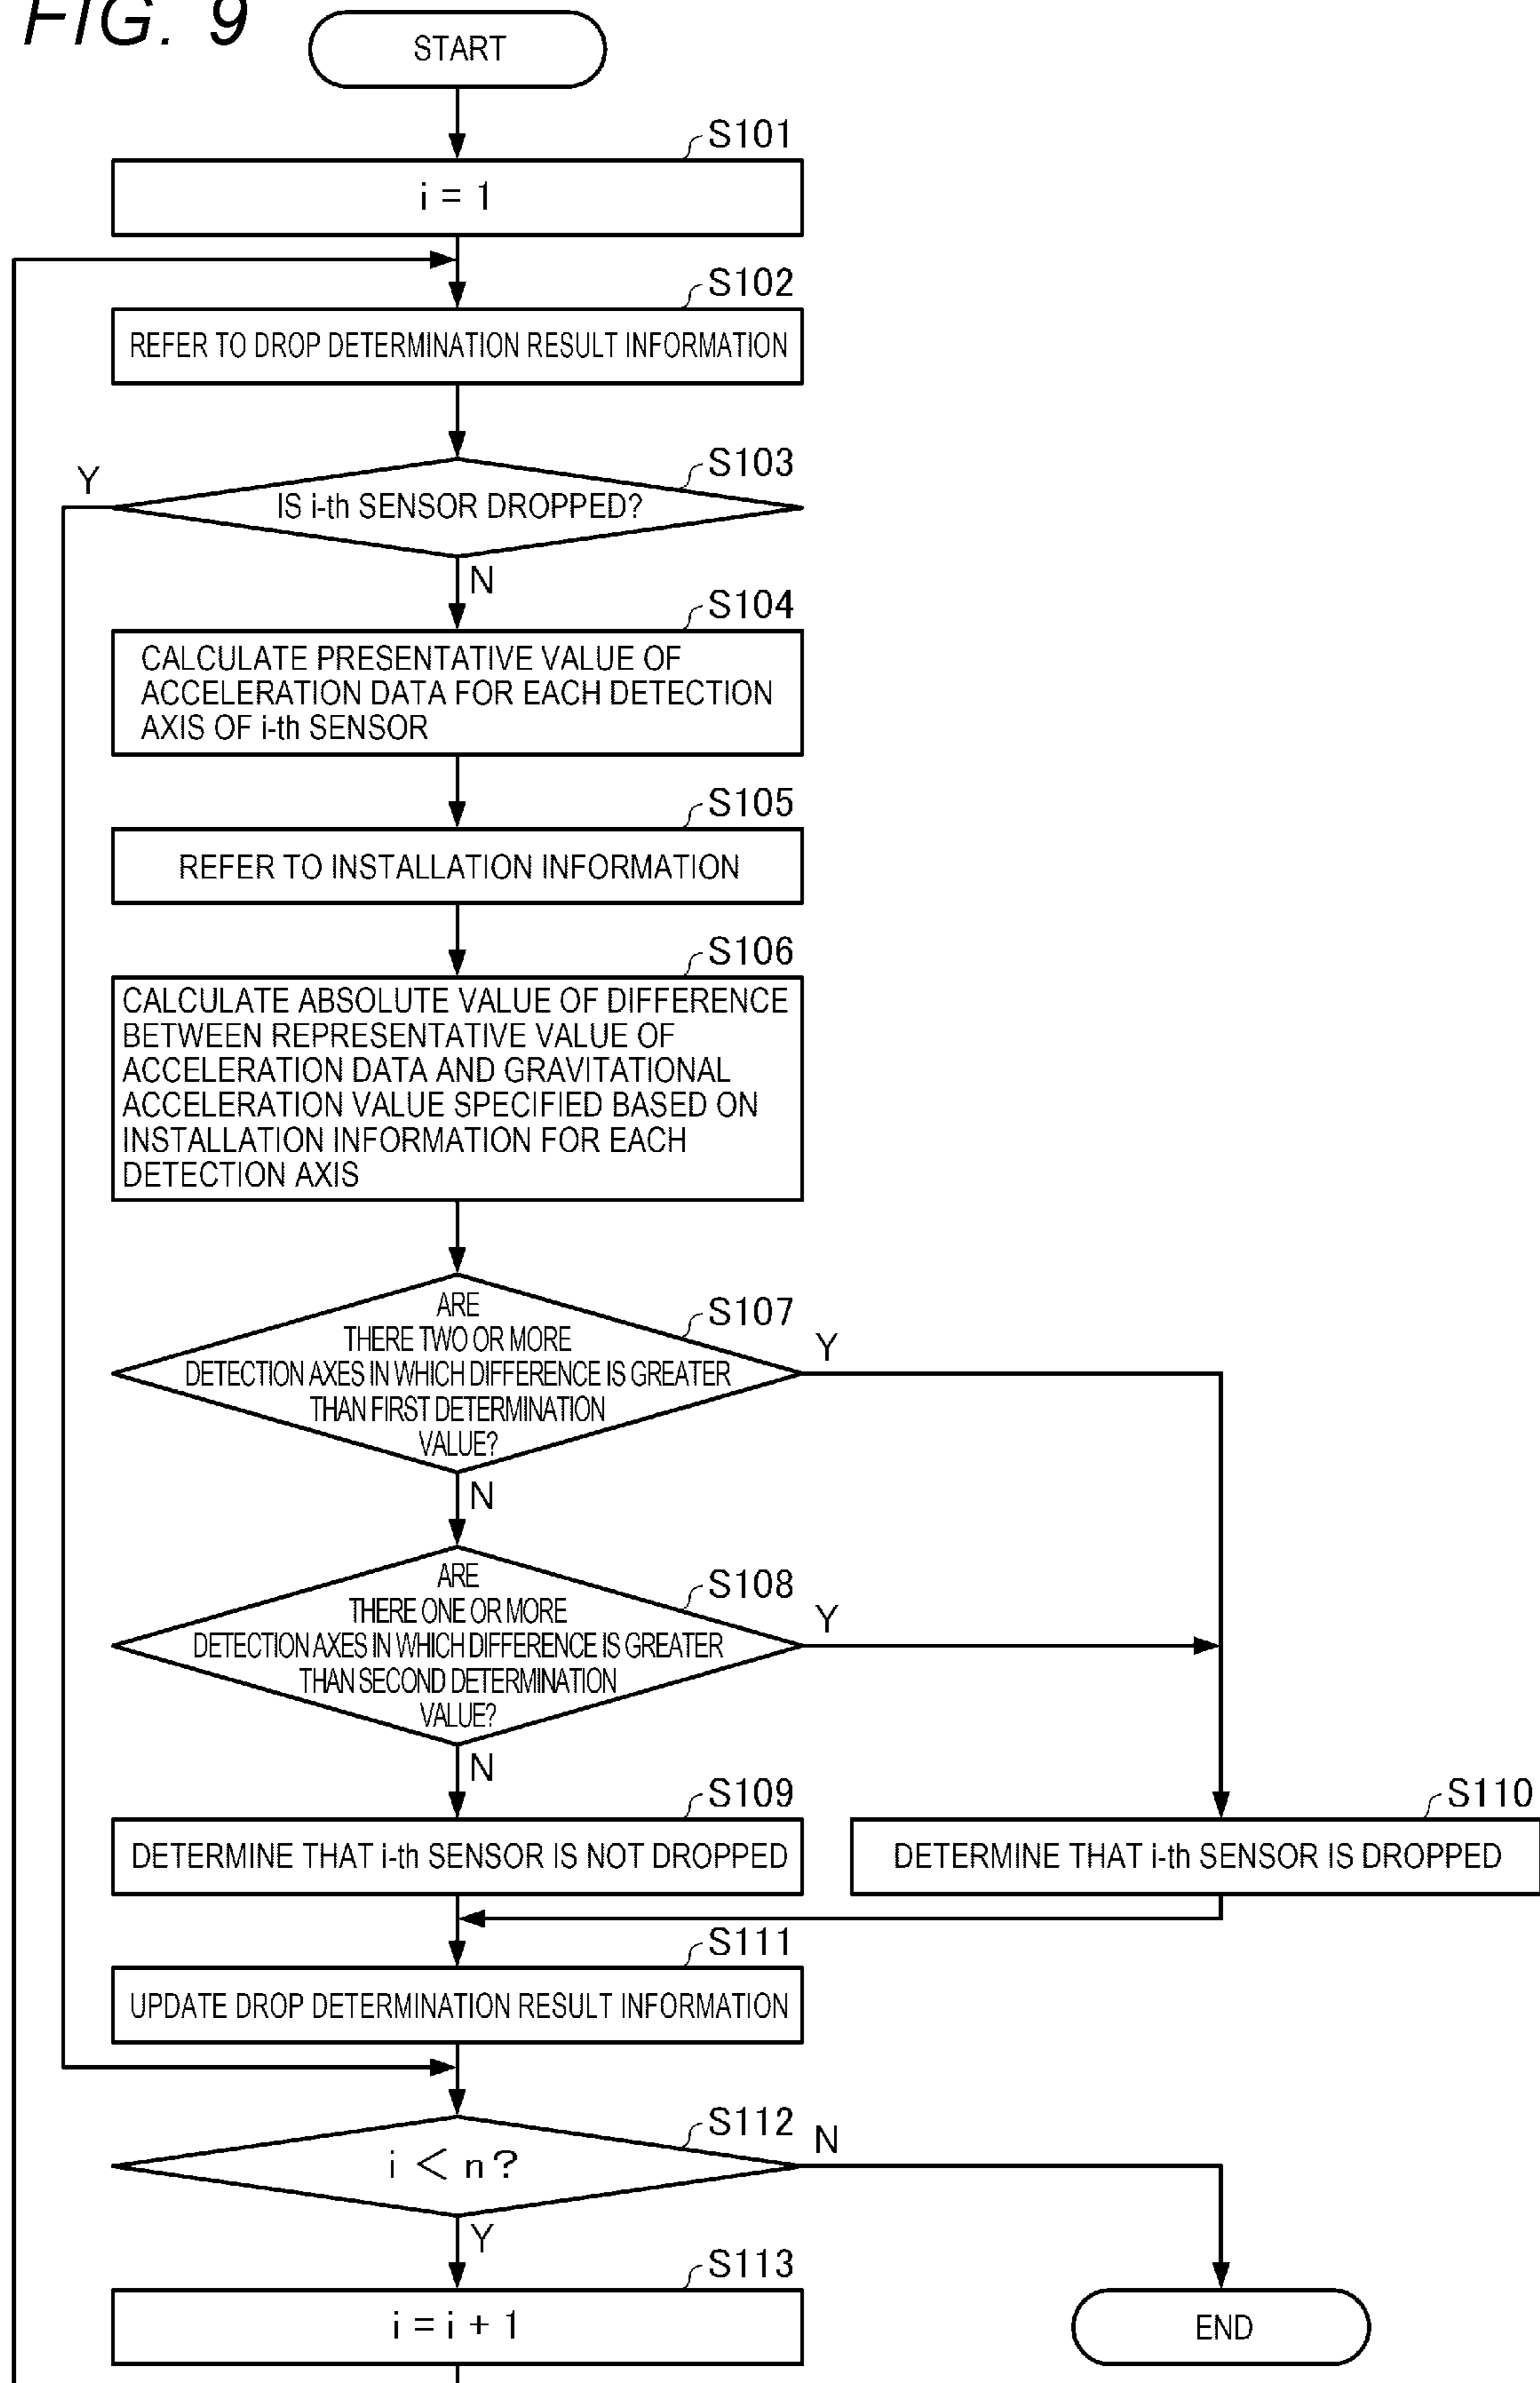 FIG. 9
START
S101
i = 1
S102
REFER TO DROP DETERMINATION RESULT INFORMATION
S103
Y
IS i-th SENSOR DROPPED?
N
S104
CALCULATE PRESENTATIVE VALUE OF
ACCELERATION DATA FOR EACH DETECTION
AXIS OF i-th SENSOR
S105
REFER TO INSTALLATION INFORMATION
S106
CALCULATE ABSOLUTE VALUE OF DIFFERENCE
BETWEEN REPRESENTATIVE VALUE OF
ACCELERATION DATA AND GRAVITATIONAL
ACCELERATION VALUE SPECIFIED BASED ON
INSTALLATION INFORMATION FOR EACH
DETECTION AXIS
S107
ARE
THERE TWO OR MORE
DETECTION AXES IN WHICH DIFFERENCE IS GREATER
THAN FIRST DETERMINATION
VALUE?
Y
N
S108
ARE
THERE ONE OR MORE
DETECTION AXES IN WHICH DIFFERENCE IS GREATER
THAN SECOND DETERMINATION
VALUE?
Y
N
S109
DETERMINE THAT i-th SENSOR IS NOT DROPPED
S110
DETERMINE THAT i-th SENSOR IS DROPPED
S111
UPDATE DROP DETERMINATION RESULT INFORMATION
S112
i < n?
N
Y
S113
i = i + 1
END